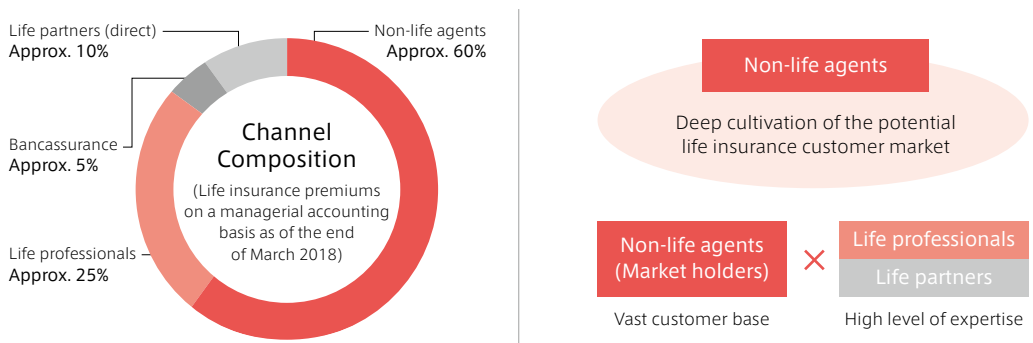 Life partners (direct)
Approx. 10%
Non-life agents
Approx. 60%
Bancassurance
Approx. 5%
Life professionals
Approx. 25%
Channel
Composition
(Life insurance premiums
on a managerial accounting
basis as of the end
of March 2018)
Non-life agents
Deep cultivation of the potential
life insurance customer market
Non-life agents
(Market holders)
×
Life professionals
Life partners
Vast customer base
High level of expertise